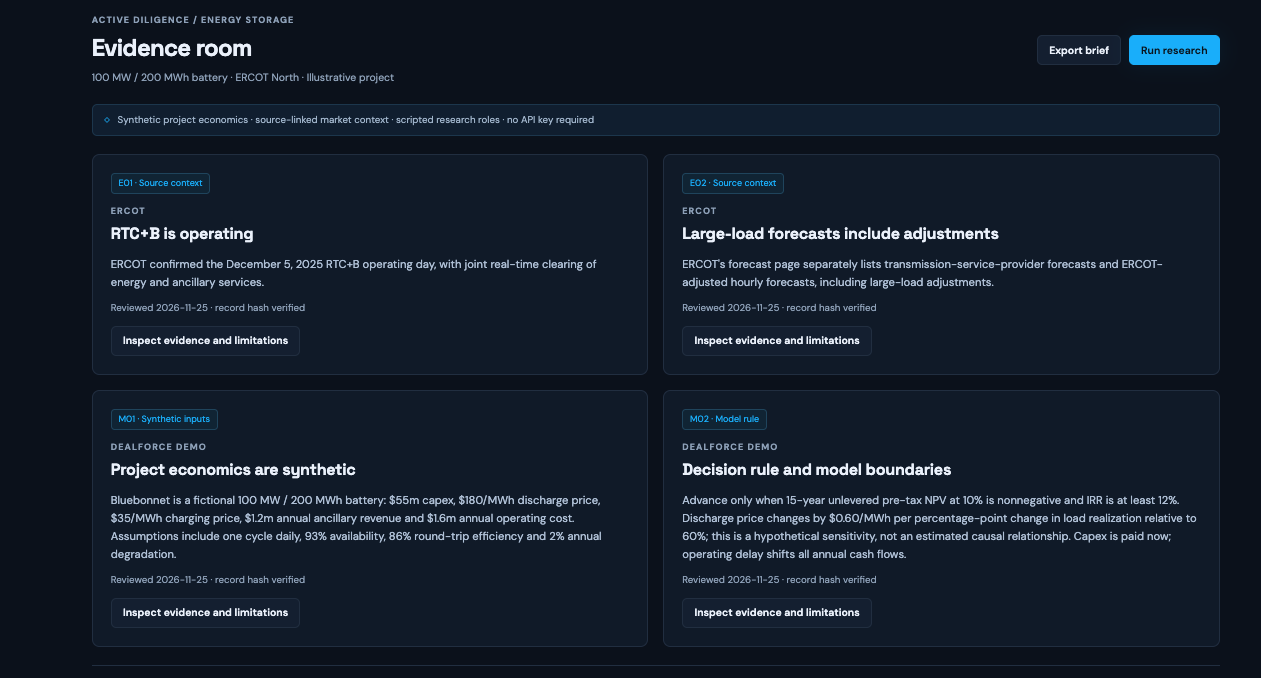 ACTIVE DILIGENCE / ENERGY STORAGE
Evidence room
100 MW / 200 MWh battery · ERCOT North · Illustrative project
Export brief
Run research
Synthetic project economics · source-linked market context · scripted research roles · no API key required
E01 · Source context
ERCOT
RTC+B is operating
ERCOT confirmed the December 5, 2025 RTC+B operating day, with joint real-time clearing of
energy and ancillary services.
Reviewed 2026-11-25 · record hash verified
Inspect evidence and limitations
E02 · Source context
ERCOT
Large-load forecasts include adjustments
ERCOT's forecast page separately lists transmission-service-provider forecasts and ERCOT-
adjusted hourly forecasts, including large-load adjustments.
Reviewed 2026-11-25 · record hash verified
Inspect evidence and limitations
M01 · Synthetic inputs
DEALFORCE DEMO
Project economics are synthetic
Bluebonnet is a fictional 100 MW / 200 MWh battery: $55m capex, $180/MWh discharge price,
$35/MWh charging price, $1.2m annual ancillary revenue and $1.6m annual operating cost.
Assumptions include one cycle daily, 93% availability, 86% round-trip efficiency and 2% annual
degradation.
Reviewed 2026-11-25 · record hash verified
Inspect evidence and limitations
M02 · Model rule
DEALFORCE DEMO
Decision rule and model boundaries
Advance only when 15-year unlevered pre-tax NPV at 10% is nonnegative and IRR is at least 12%.
Discharge price changes by $0.60/MWh per percentage-point change in load realization relative to
60%; this is a hypothetical sensitivity, not an estimated causal relationship. Capex is paid now;
operating delay shifts all annual cash flows.
Reviewed 2026-11-25 · record hash verified
Inspect evidence and limitations